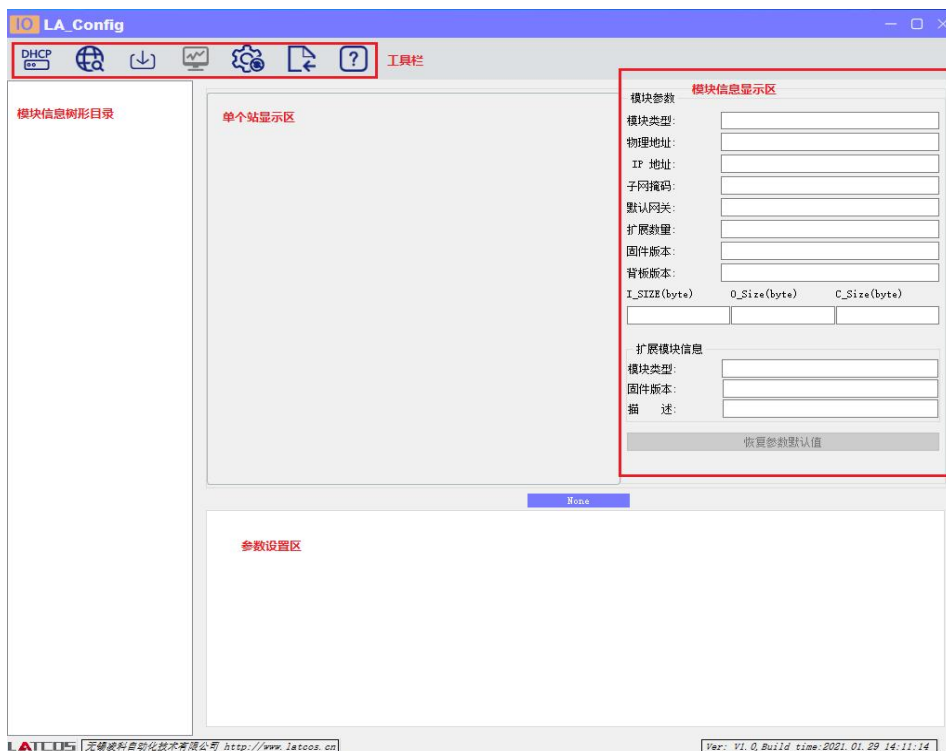 IO LA_Config
DHCP
? 工具栏
模块信息树形目录
单个站显示区
模块信息显示区
模块参数
模块类型:
物理地址:
IP 地址:
子网掩码:
默认网关:
扩展数量:
固件版本:
背板版本:
I_SIZE(byte) O_Size(byte) C_Size(byte)
扩展模块信息
模块类型:
固件版本:
描 述:
恢复参数默认值
None
参数设置区
LATCOS 无锡凌科自动化技术有限公司 http://www.latcos.cn
Ver: V1.0,Build time:2021.01.29 14:11:14